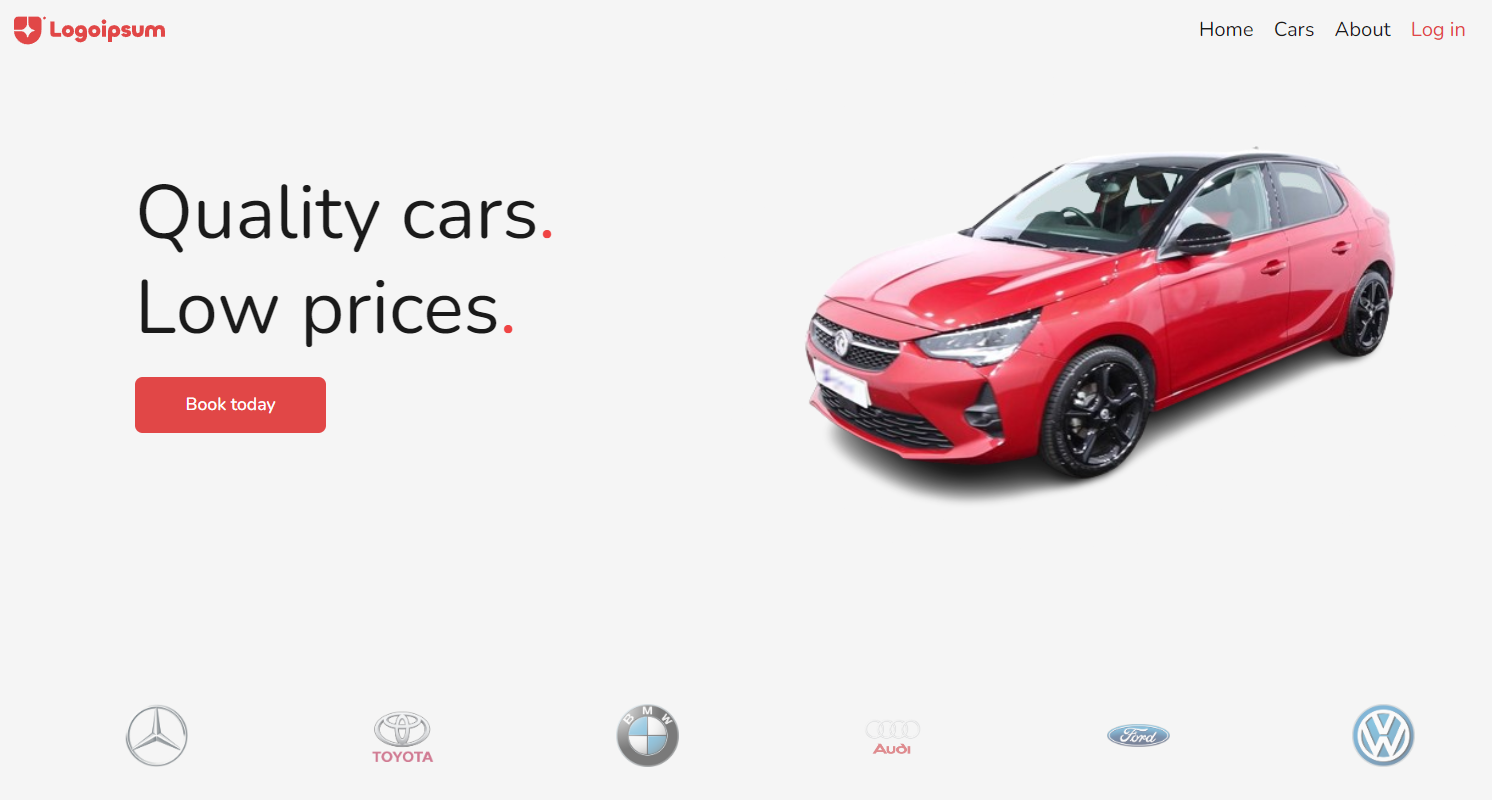 Logoipsum
Home Cars About Log in
Quality cars.
Low prices.
Book today
BMW
TOYOTA
Audi
Ford